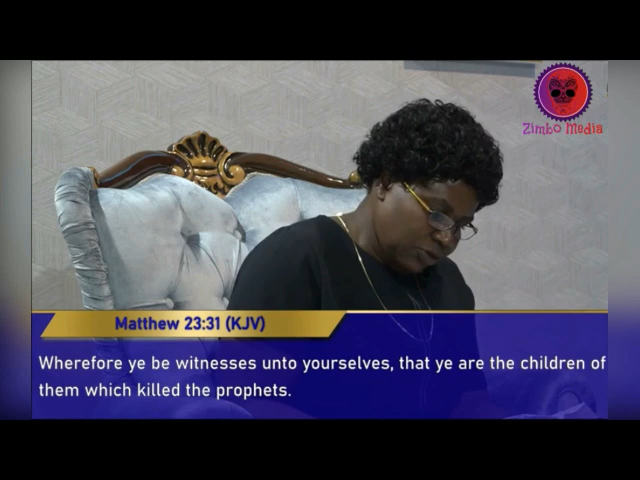 Zimbo Media
Matthew 23:31 (KJV)
Wherefore ye be witnesses unto yourselves, that ye are the children of
them which killed the prophets.